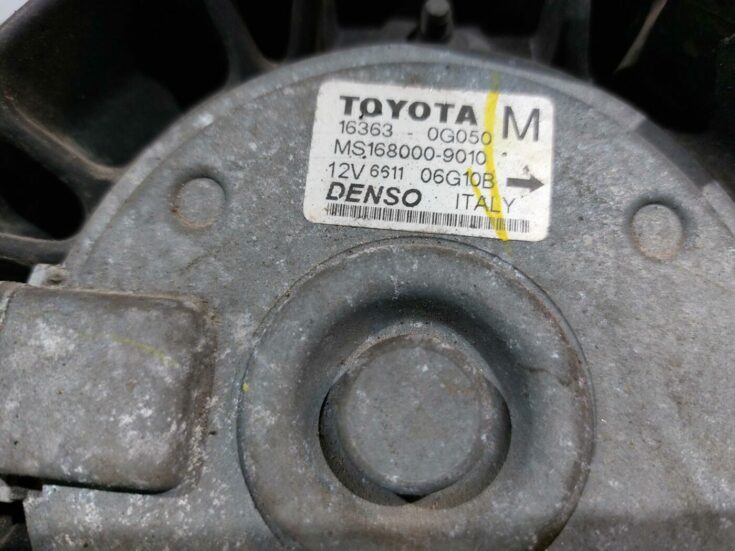 TOYOTA M
16363 - 0G050
MS168000-9010
12V 6611 06G10B →
DENSO ITALY